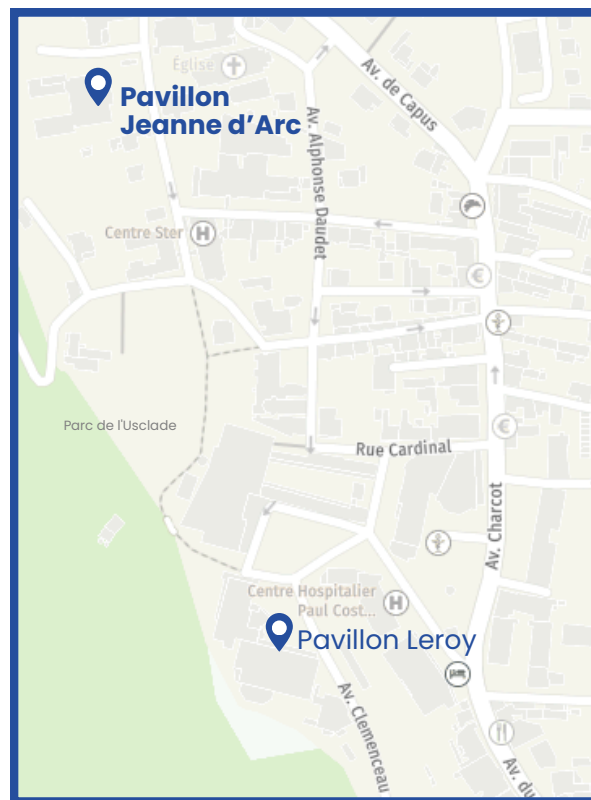 Église
Av. de Capus
Pavillon
Jeanne d'Arc
Av. Alphonse Daudet
Centre Ster
H
€
Parc de l'Usclade
€
Rue Cardinal
Av. Charcot
Centre Hospitalier
Paul Cost...
H
Pavillon Leroy
Av. Clemenceau
Av. du